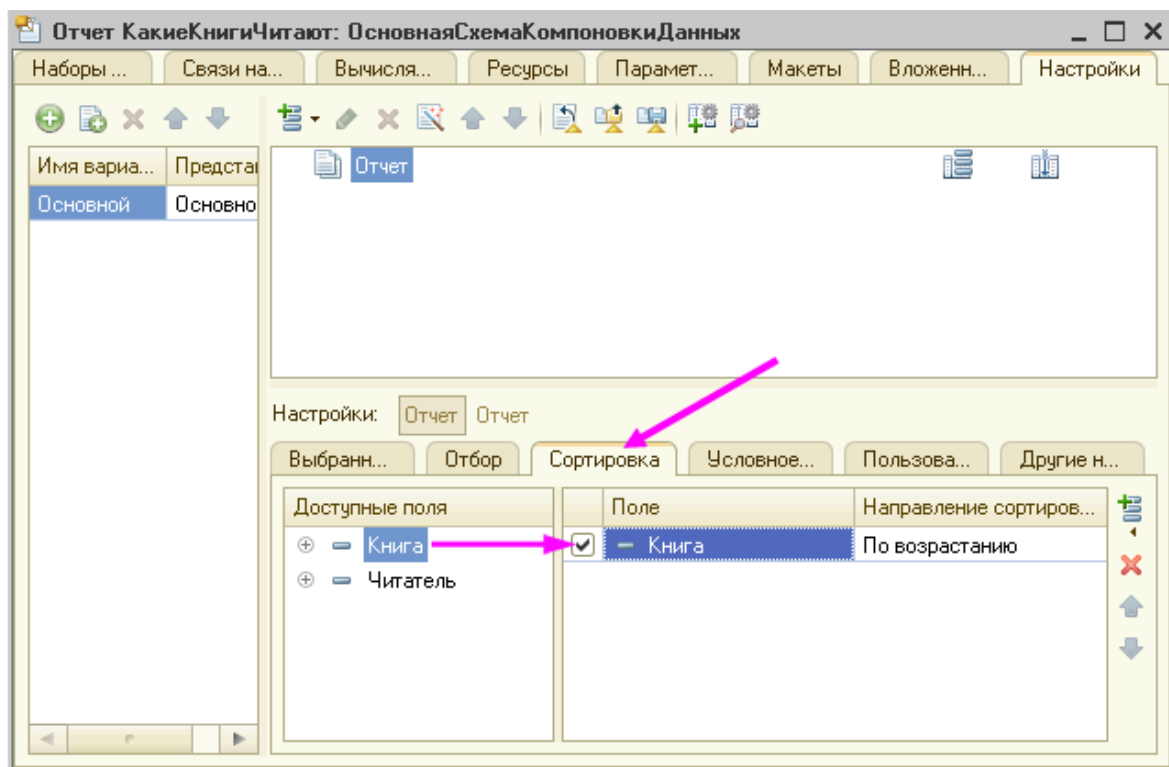 Отчет КакиеКнигиЧитают: ОсновнаяСхемаКомпоновкиДанных
Наборы ... Связи на... Вычисля... Ресурсы Парамет... Макеты Вложенн... Настройки
Имя вариа... Предста
Отчет
Основной Основно
Настройки: Отчет Отчет
Выбранн... Отбор Сортировка Условное... Пользова... Другие н...
Доступные поля Поле Направление сортиров...
Книга Книга По возрастанию
Читатель